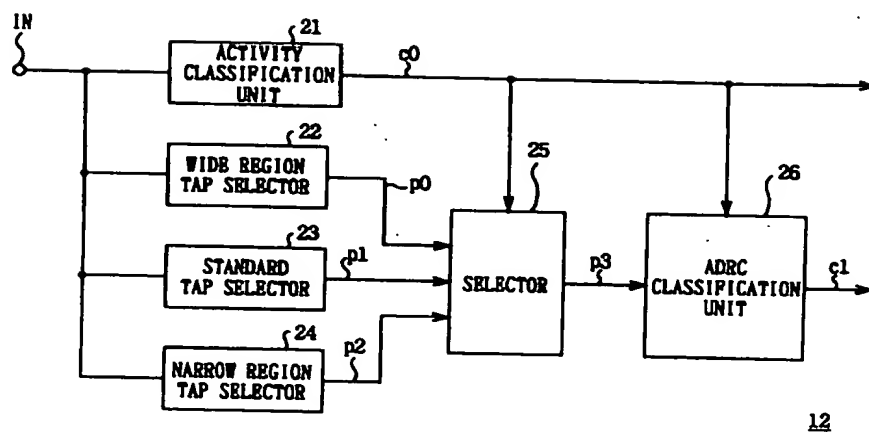 IN
21
ACTIVITY
CLASSIFICATION
UNIT
c0
22
WIDE REGION
TAP SELECTOR
p0
23
STANDARD
TAP SELECTOR
p1
24
NARROW REGION
TAP SELECTOR
p2
25
SELECTOR
p3
26
ADRC
CLASSIFICATION
UNIT
c1
12